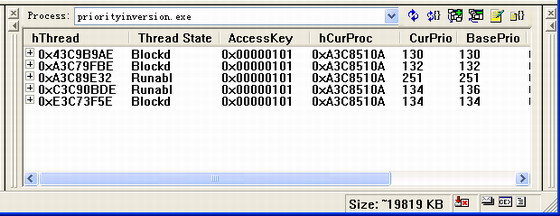 Process: priorityinversion.exe
hThread Thread State AccessKey hCurProc CurPrio BasePrio
0x43C9B9AE Blockd 0x00000101 0xA3C8510A 130 130
0xA3C79FBE Blockd 0x00000101 0xA3C8510A 132 132
0xA3C89E32 Runabl 0x00000101 0xA3C8510A 251 251
0xC3C90BDE Runabl 0x00000101 0xA3C8510A 134 136
0xE3C73F5E Blockd 0x00000101 0xA3C8510A 134 134
Size: ~19819 KB